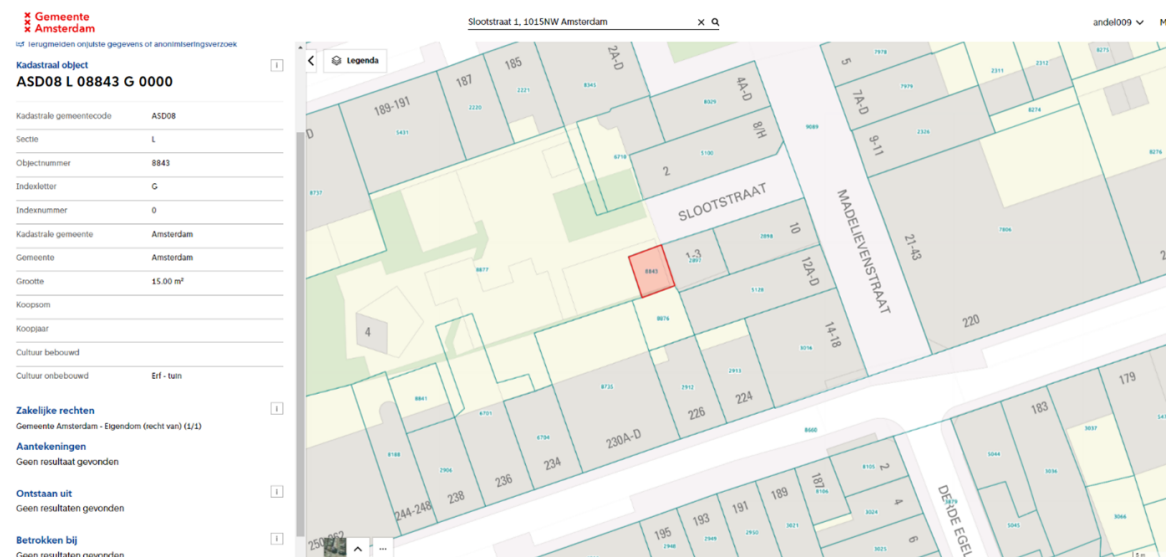 Gemeente
Amsterdam
Slootstraat 1, 1015NW Amsterdam
andel009
M
Terugmelden onjuiste gegevens of anonimiseringsverzoek
Kadastraal object
ASD08 L 08843 G 0000
Kadastrale gemeentecode ASD08
Sectie L
Objectnummer 8843
Indexletter G
Indexnummer 0
Kadastrale gemeente Amsterdam
Gemeente Amsterdam
Grootte 15.00 m²
Koopsom
Koopjaar
Cultuur bebouwd
Cultuur onbebouwd Erf - tuin
Zakelijke rechten
Gemeente Amsterdam - Eigendom (recht van) (1/1)
Aantekeningen
Geen resultaat gevonden
Ontstaan uit
Geen resultaten gevonden
Betrokken bij
Geen resultaten gevonden
Legenda
189-191
187
185
2A-D
4A-D
8/H
2
5
7A-D
9-11
SLOOTSTRAAT
MADELIEVENSTRAAT
1-3
10
12A-D
14-18
21-43
220
4
8843
8877
8876
226
224
230A-D
234
236
238
244-248
179
183
187
189
191
193
195
2
4
6
DERDE EGEL
5 m